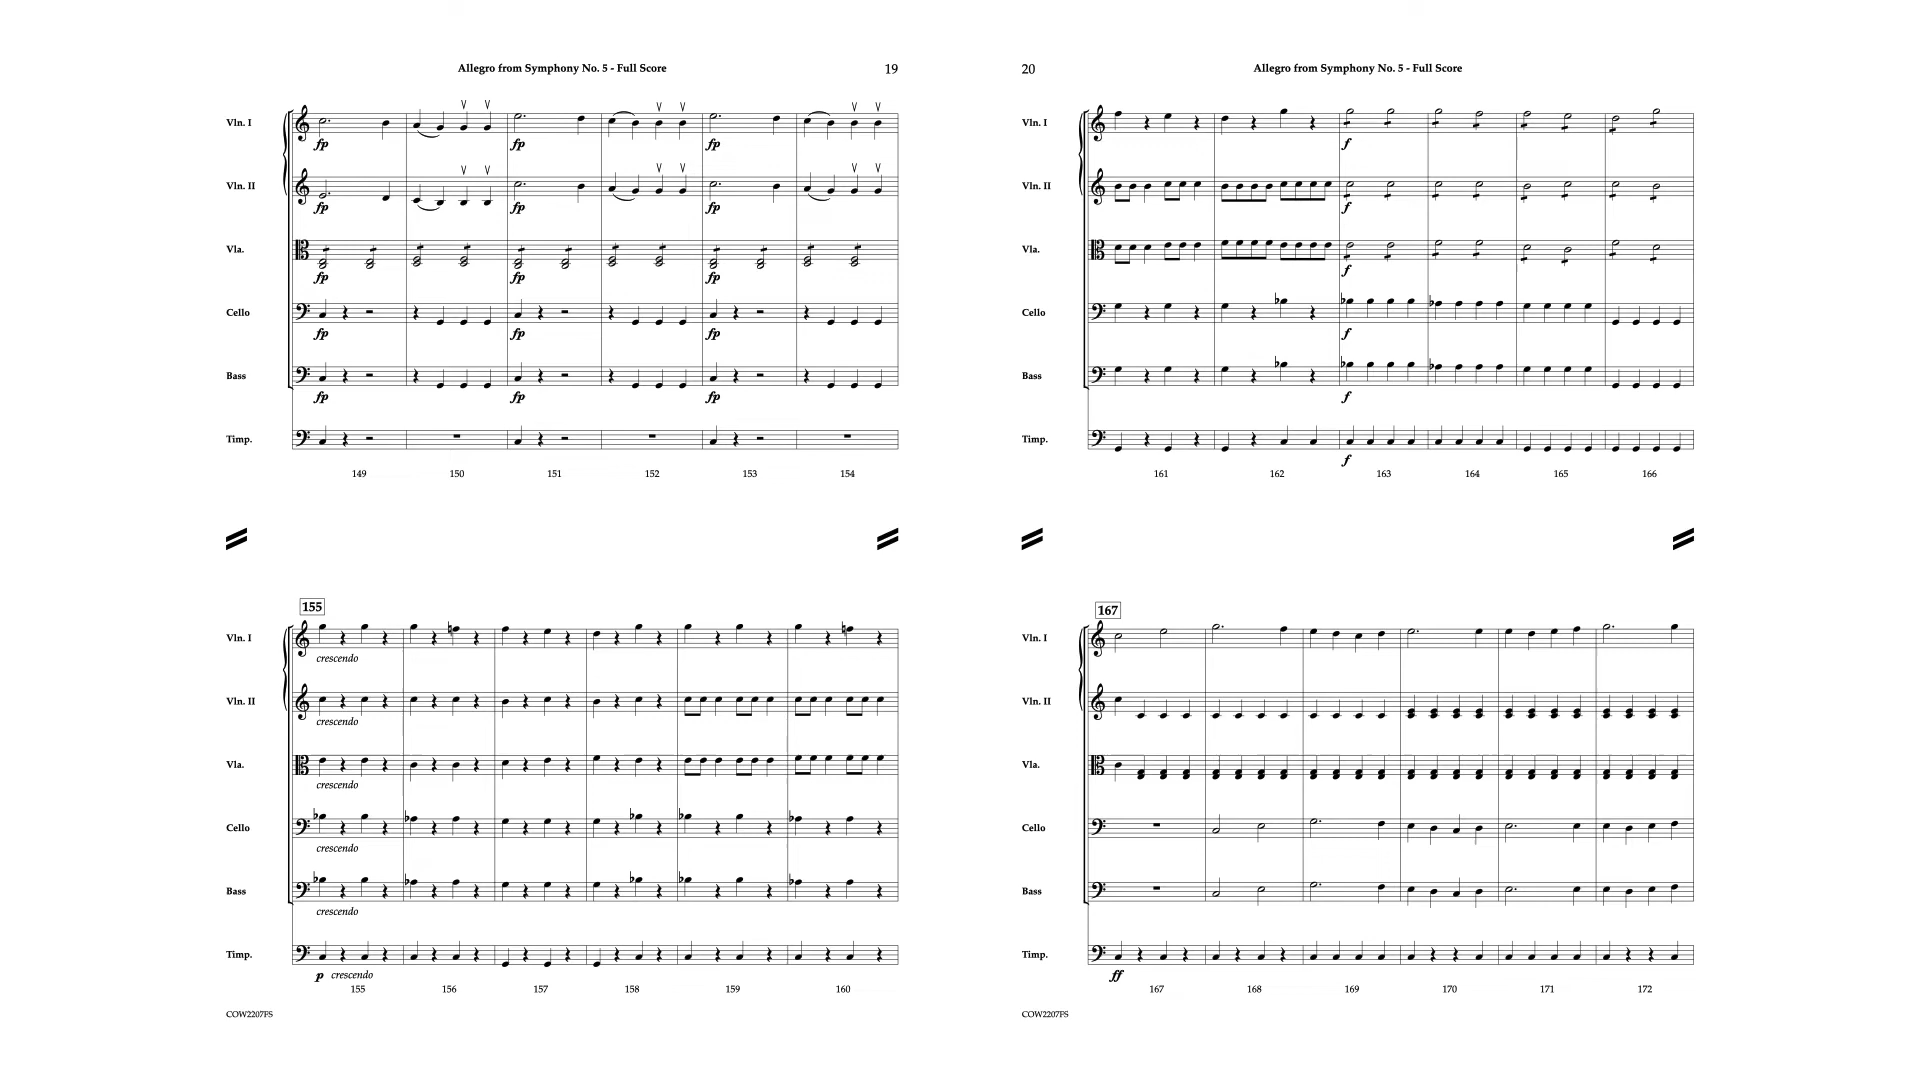 Allegro from Symphony No. 5 - Full Score
19
Vln. I
fp
fp
fp
Vln. II
fp
fp
fp
Vla.
fp
fp
fp
Cello
fp
fp
fp
Bass
fp
fp
fp
Timp.
149 150 151 152 153 154
155
Vln. I
crescendo
Vln. II
crescendo
Vla.
crescendo
Cello
crescendo
Bass
crescendo
Timp.
p crescendo
155 156 157 158 159 160
COW2207FS
20
Allegro from Symphony No. 5 - Full Score
Vln. I
f
Vln. II
f
Vla.
f
Cello
f
Bass
f
Timp.
f
161 162 163 164 165 166
167
Vln. I
Vln. II
Vla.
Cello
Bass
Timp.
ff
167 168 169 170 171 172
COW2207FS